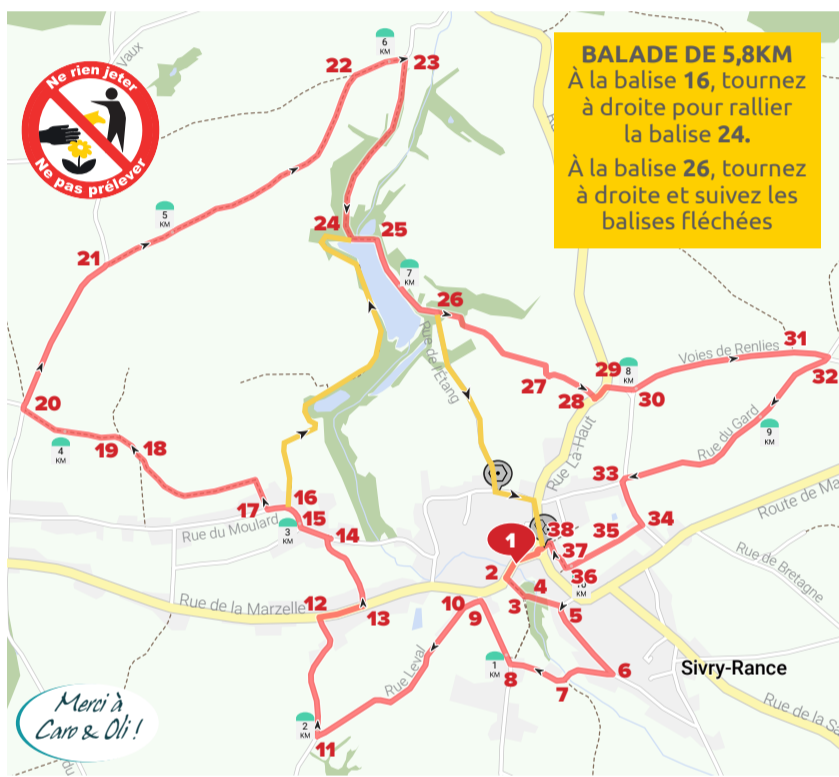 BALADE DE 5,8KM
À la balise 16, tournez
à droite pour rallier
la balise 24.
À la balise 26, tournez
à droite et suivez les
balises fléchées
Ne rien jeter
Ne pas prélever
Vaux
6
KM
22
23
5
KM
21
24
25
7
KM
26
Rue de l'Étang
27
28
29
8
KM
30
Voies de Renlies
31
32
9
KM
Rue du Gard
20
4
KM
19
18
17
16
15
14
3
KM
Rue du Moulard
Rue Là-Haut
33
34
35
36
37
38
1
2
3
4
5
6
7
8
9
10
11
12
13
KM
1
KM
2
KM
Route de Ma
Rue de Bretagne
Rue de la Marzelle
Rue Leval
Sivry-Rance
Rue de la Sa
Merci à
Caro & Oli !
du